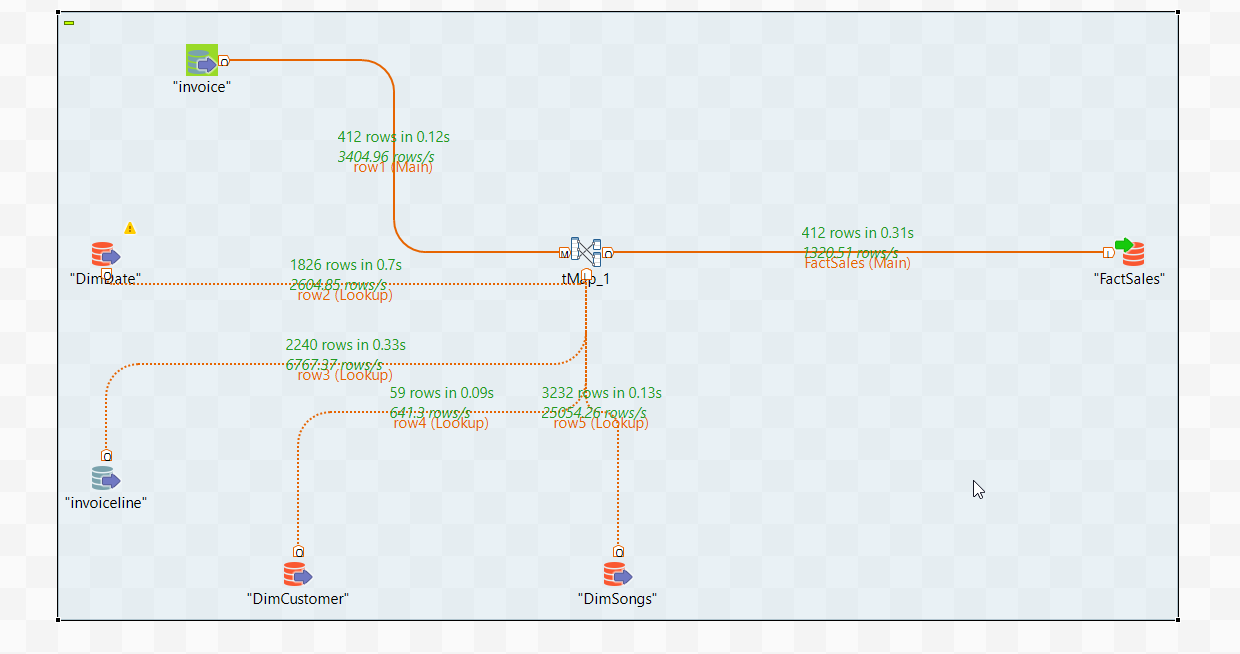 "invoice"
412 rows in 0.12s
3404.96 rows/s
row1 (Main)
412 rows in 0.31s
1320.51 rows/s
FactSales (Main)
"DimDate"
1826 rows in 0.7s
2604.85 rows/s
row2 (Lookup)
M
O
tMap_1
"FactSales"
2240 rows in 0.33s
6767.37 rows/s
row3 (Lookup)
59 rows in 0.09s
641.3 rows/s
row4 (Lookup)
3232 rows in 0.13s
25054.26 rows/s
row5 (Lookup)
"invoiceline"
"DimCustomer"
"DimSongs"